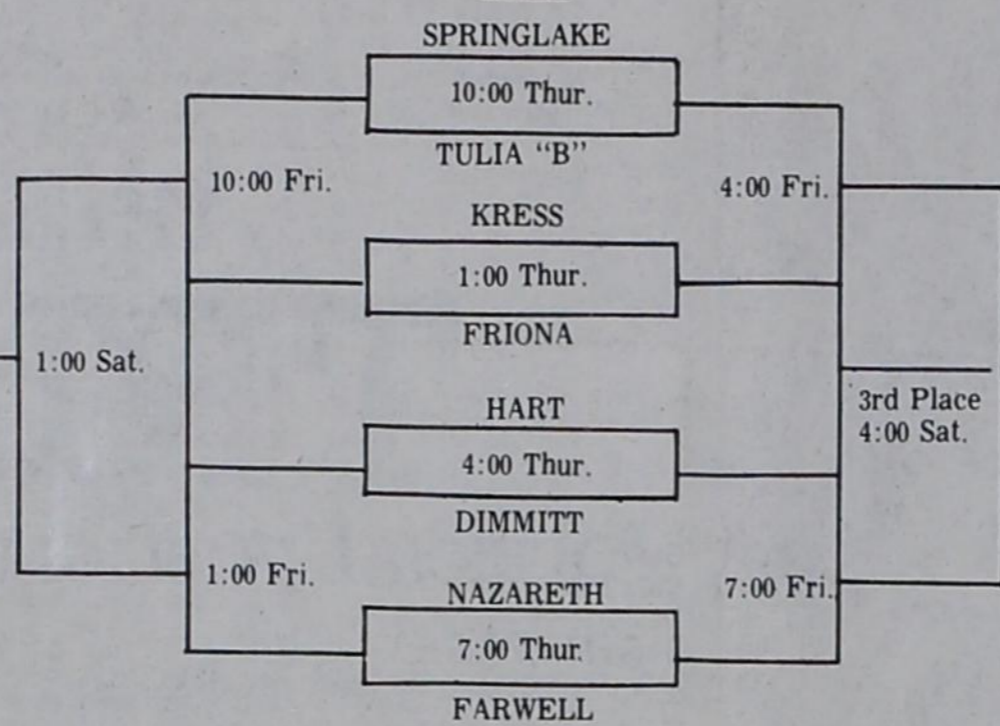 SPRINGLAKE
10:00 Thur.
TULIA “B”
10:00 Fri.
4:00 Fri.
KRESS
1:00 Thur.
FRIONA
1:00 Sat.
3rd Place
4:00 Sat.
HART
4:00 Thur.
DIMMITT
1:00 Fri.
7:00 Fri.
NAZARETH
7:00 Thur.
FARWELL